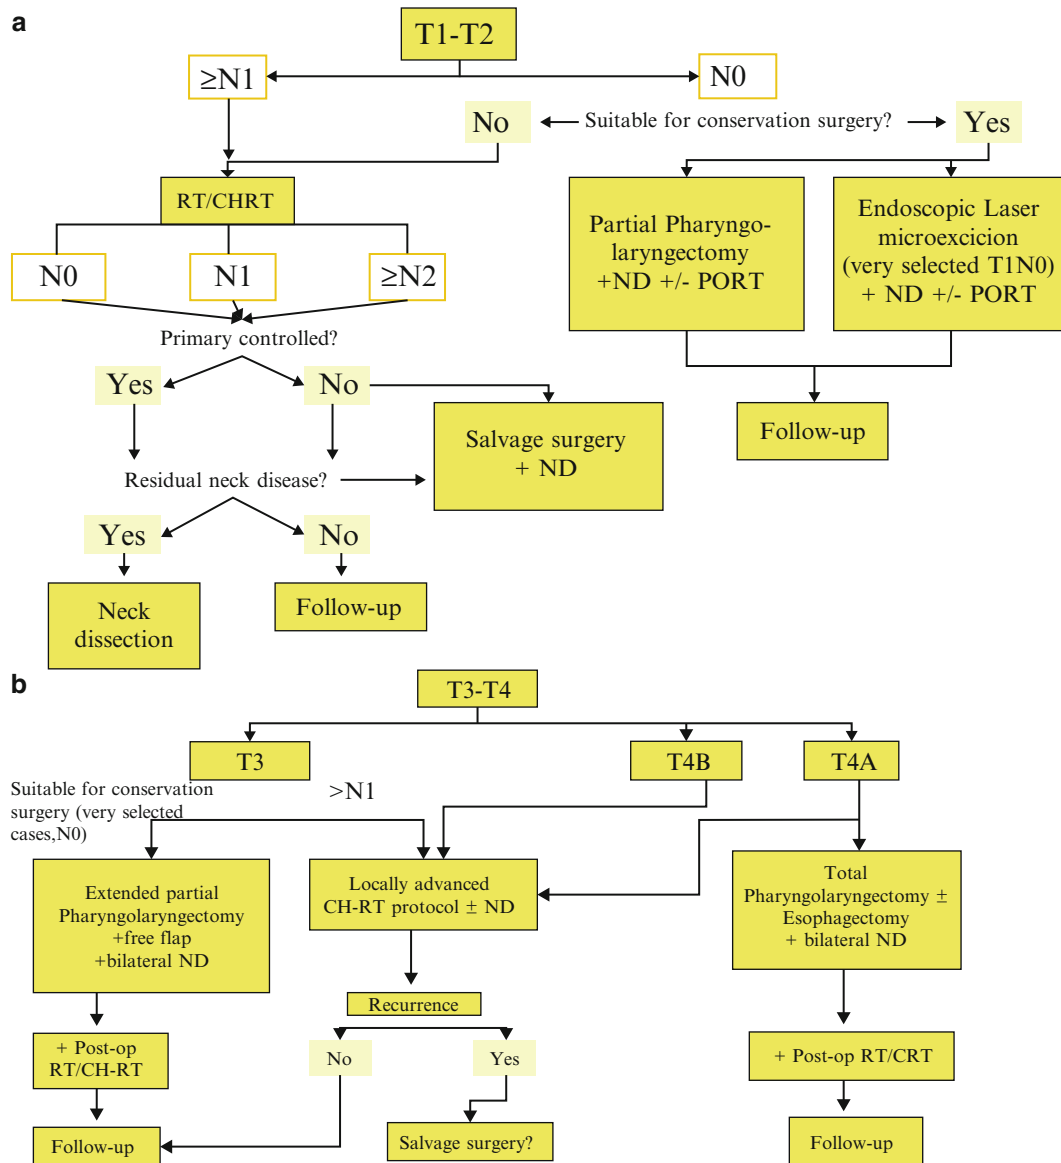 a
T1-T2
≥N1
N0
No
Suitable for conservation surgery?
Yes
RT/CHRT
Partial Pharyngo-
laryngectomy
+ND +/- PORT
Endoscopic Laser
microexcicion
(very selected T1N0)
+ ND +/- PORT
N0
N1
≥N2
Primary controlled?
Yes
No
Salvage surgery
+ ND
Follow-up
Residual neck disease?
Yes
No
Neck
dissection
Follow-up
b
T3-T4
T3
T4B
T4A
Suitable for conservation
surgery (very selected
cases,N0)
>N1
Extended partial
Pharyngolaryngectomy
+free flap
+bilateral ND
Locally advanced
CH-RT protocol ± ND
Total
Pharyngolaryngectomy ±
Esophagectomy
+ bilateral ND
Recurrence
+ Post-op
RT/CH-RT
No
Yes
+ Post-op RT/CRT
Follow-up
Salvage surgery?
Follow-up